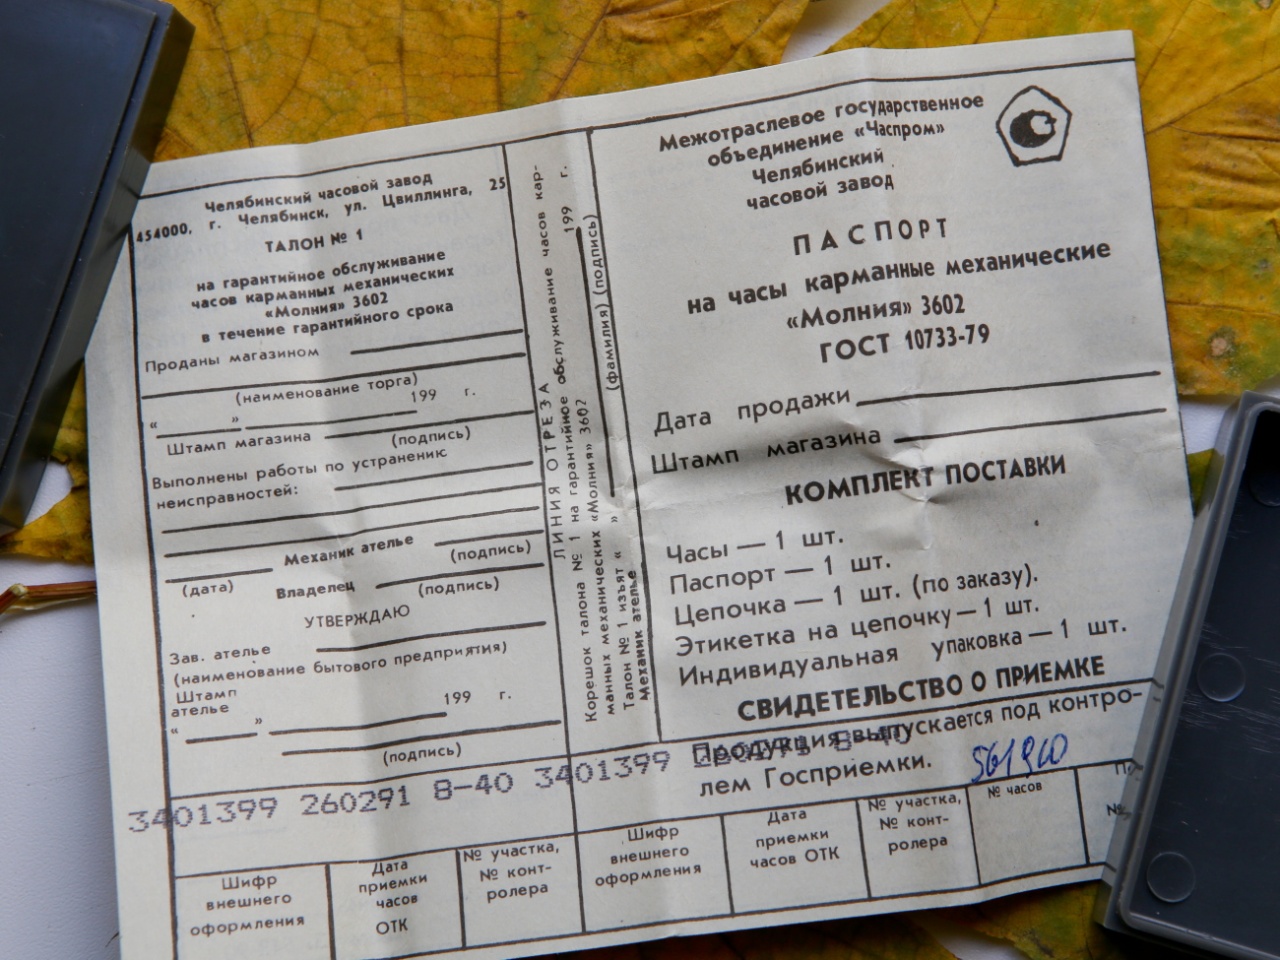 Челябинский часовой завод
454000, г. Челябинск, ул. Цвиллинга, 25
ТАЛОН № 1
на гарантийное обслуживание
часов карманных механических
«Молния» 3602
в течение гарантийного срока
Проданы магазином
(наименование торга)
« » 199 г.
Штамп магазина (подпись)
Выполнены работы по устранению
неисправностей:
Механик ателье
(дата) (подпись)
Владелец
(подпись)
УТВЕРЖДАЮ
Зав. ателье
(наименование бытового предприятия)
Штамп
ателье
« » 199 г.
(подпись)
3401399 260291 8-40 3401399 260291 8-40
Шифр
внешнего
оформления
Дата
приемки
часов
ОТК
№ участка,
№ конт-
ролера
ЛИНИЯ ОТРЕЗА
Корешок талона № 1 на гарантийное обслуживание часов кар-
манных механических «Молния» 3602
Талон № 1 изъят « » 199 г.
Механик ателье (фамилия) (подпись)
Межотраслевое государственное
объединение «Часпром»
Челябинский
часовой завод
ПАСПОРТ
на часы карманные механические
«Молния» 3602
ГОСТ 10733-79
Дата продажи
Штамп магазина
КОМПЛЕКТ ПОСТАВКИ
Часы — 1 шт.
Паспорт — 1 шт.
Цепочка — 1 шт. (по заказу).
Этикетка на цепочку — 1 шт.
Индивидуальная упаковка — 1 шт.
СВИДЕТЕЛЬСТВО О ПРИЕМКЕ
Продукция выпускается под контро-
лем Госприемки.
Шифр
внешнего
оформления
Дата
приемки
часов ОТК
№ участка,
№ конт-
ролера
№ часов